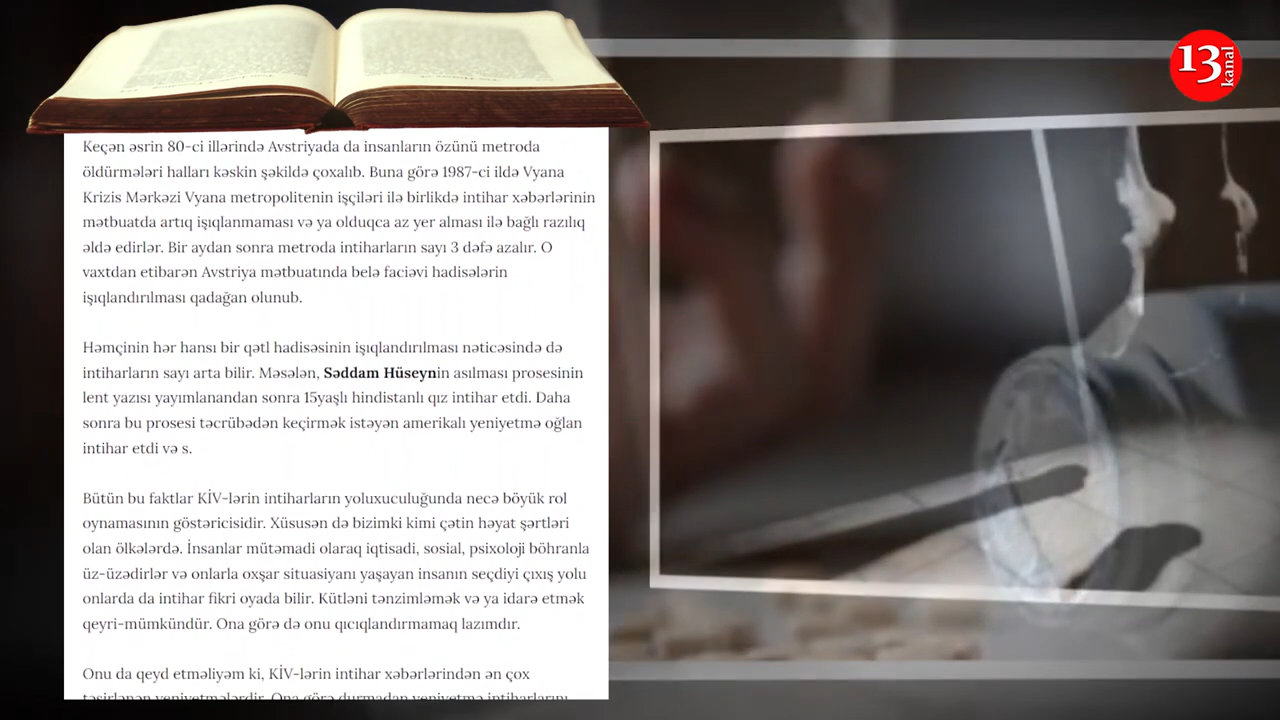 13
kanal
Keçən əsrin 80-ci illərində Avstriyada da insanların özünü metroda
öldürmələri halları kəskin şəkildə çoxalıb. Buna görə 1987-ci ildə Vyana
Krizis Mərkəzi Vyana metropolitenin işçiləri ilə birlikdə intihar xəbərlərinin
mətbuatda artıq işıqlanmaması və ya olduqca az yer alması ilə bağlı razılıq
əldə edirlər. Bir aydan sonra metroda intiharların sayı 3 dəfə azalır. O
vaxtdan etibarən Avstriya mətbuatında belə faciəvi hadisələrin
işıqlandırılması qadağan olunub.
Həmçinin hər hansı bir qətl hadisəsinin işıqlandırılması nəticəsində də
intiharların sayı arta bilir. Məsələn, Səddam Hüseynin asılması prosesinin
lent yazısı yayımlanandan sonra 15yaşlı hindistanlı qız intihar etdi. Daha
sonra bu prosesi təcrübədən keçirmək istəyən amerikalı yeniyetmə oğlan
intihar etdi və s.
Bütün bu faktlar KİV-lərin intiharların yoluxuculuğunda necə böyük rol
oynamasının göstəricisidir. Xüsusən də bizimki kimi çətin həyat şərtləri
olan ölkələrdə. İnsanlar mütəmadi olaraq iqtisadi, sosial, psixoloji böhranla
üz-üzədirlər və onlarla oxşar situasiyanı yaşayan insanın seçdiyi çıxış yolu
onlarda da intihar fikri oyada bilir. Kütləni tənzimləmək və ya idarə etmək
qeyri-mümkündür. Ona görə də onu qıcıqlandırmamaq lazımdır.
Onu da qeyd etməliyəm ki, KİV-lərin intihar xəbərlərindən ən çox
təsirlənən yeniyetmələrdir. Ona görə durmadan yeniyetmə intiharlarını